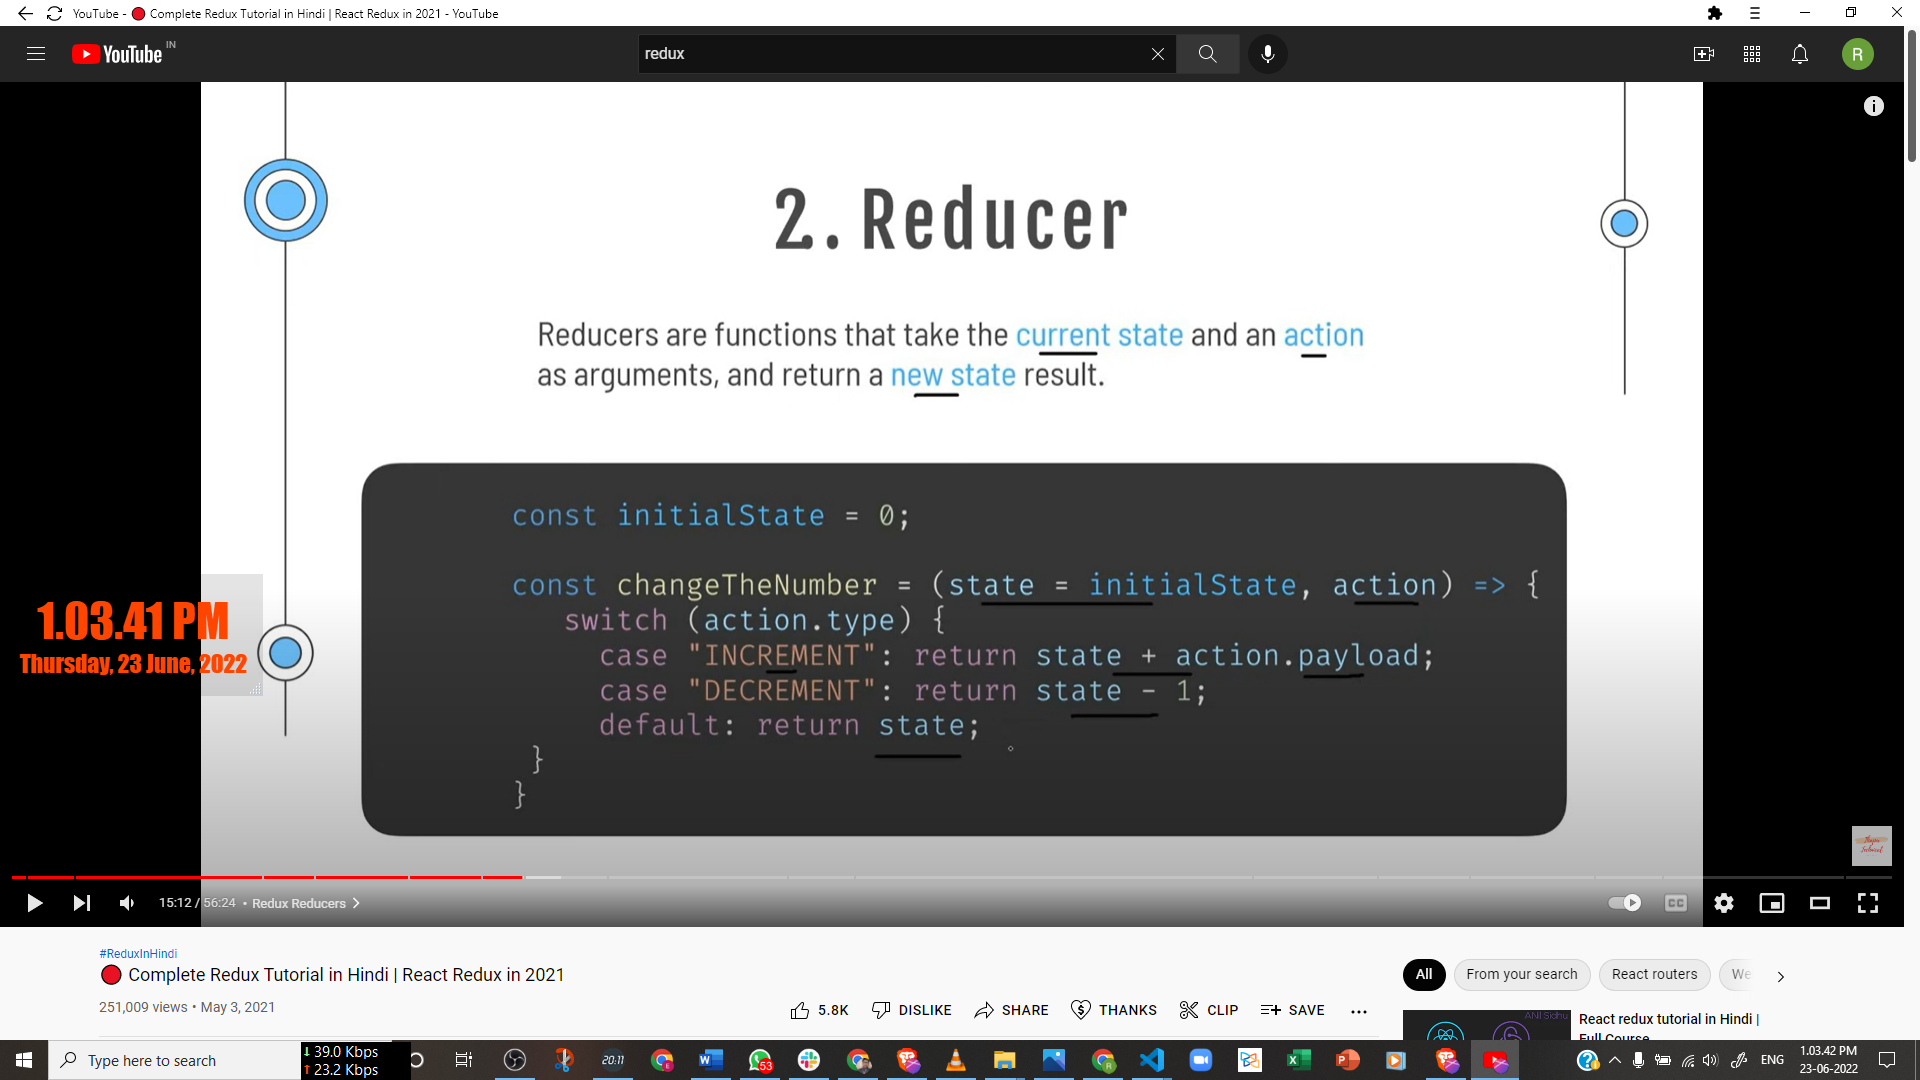 YouTube - 🔴 Complete Redux Tutorial in Hindi | React Redux in 2021 - YouTube
YouTube IN
redux
R
2. Reducer
Reducers are functions that take the current state and an action
as arguments, and return a new state result.
const initialState = 0;
const changeTheNumber = (state = initialState, action) => {
switch (action.type) {
case "INCREMENT": return state + action.payload;
case "DECREMENT": return state - 1;
default: return state;
}
}
1.03.41 PM
Thursday, 23 June, 2022
15:12 / 56:24 • Redux Reducers
CC
#ReduxInHindi
🔴 Complete Redux Tutorial in Hindi | React Redux in 2021
251,009 views • May 3, 2021
5.8K DISLIKE SHARE THANKS CLIP SAVE
All From your search React routers We
ANIL Sidhu
React redux tutorial in Hindi |
Full Course
Type here to search
39.0 Kbps
23.2 Kbps
20:11
53
ENG
1.03.42 PM
23-06-2022